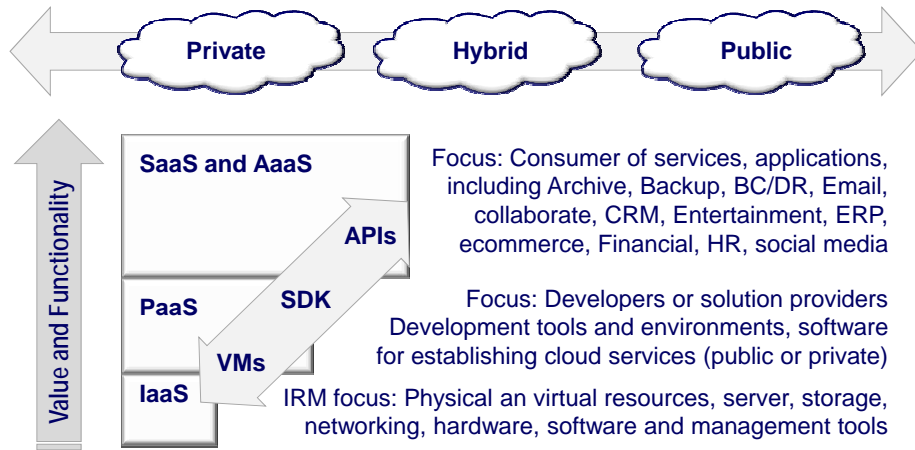 Private
Hybrid
Public
Value and Functionality
SaaS and AaaS
APIs
Focus: Consumer of services, applications,
including Archive, Backup, BC/DR, Email,
collaborate, CRM, Entertainment, ERP,
ecommerce, Financial, HR, social media
PaaS
SDK
VMs
Focus: Developers or solution providers
Development tools and environments, software
for establishing cloud services (public or private)
IaaS
IRM focus: Physical an virtual resources, server, storage,
networking, hardware, software and management tools